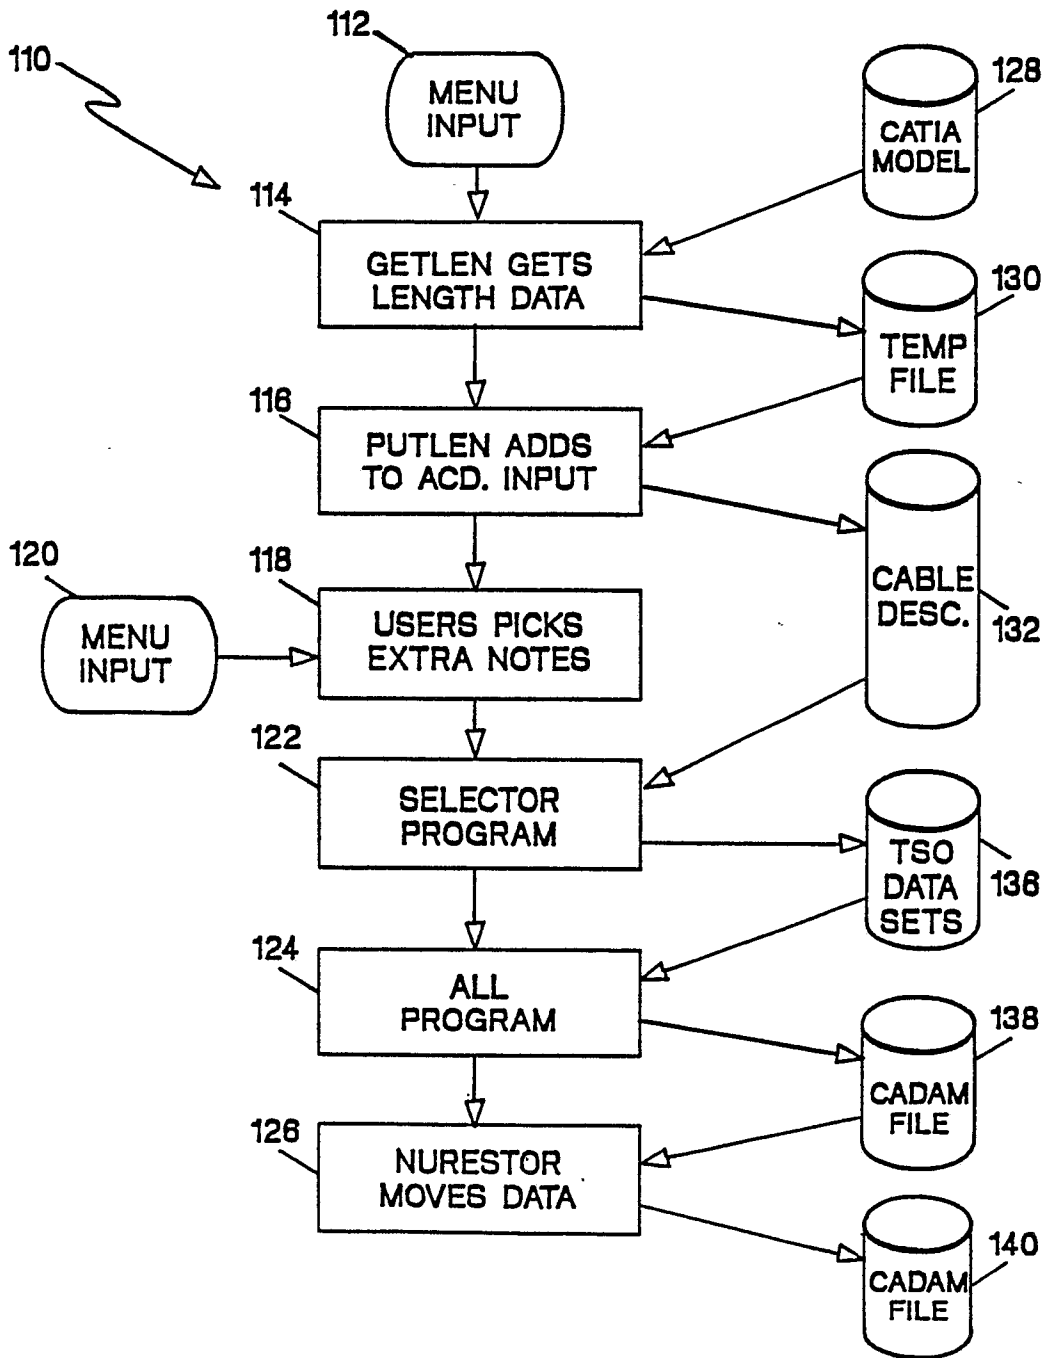 112
110
MENU
INPUT
128
CATIA
MODEL
114
GETLEN GETS
LENGTH DATA
130
TEMP
FILE
116
PUTLEN ADDS
TO ACD. INPUT
CABLE
DESC.
132
120
MENU
INPUT
118
USERS PICKS
EXTRA NOTES
122
SELECTOR
PROGRAM
TSO
DATA
SETS
136
124
ALL
PROGRAM
138
CADAM
FILE
126
NURESTOR
MOVES DATA
140
CADAM
FILE